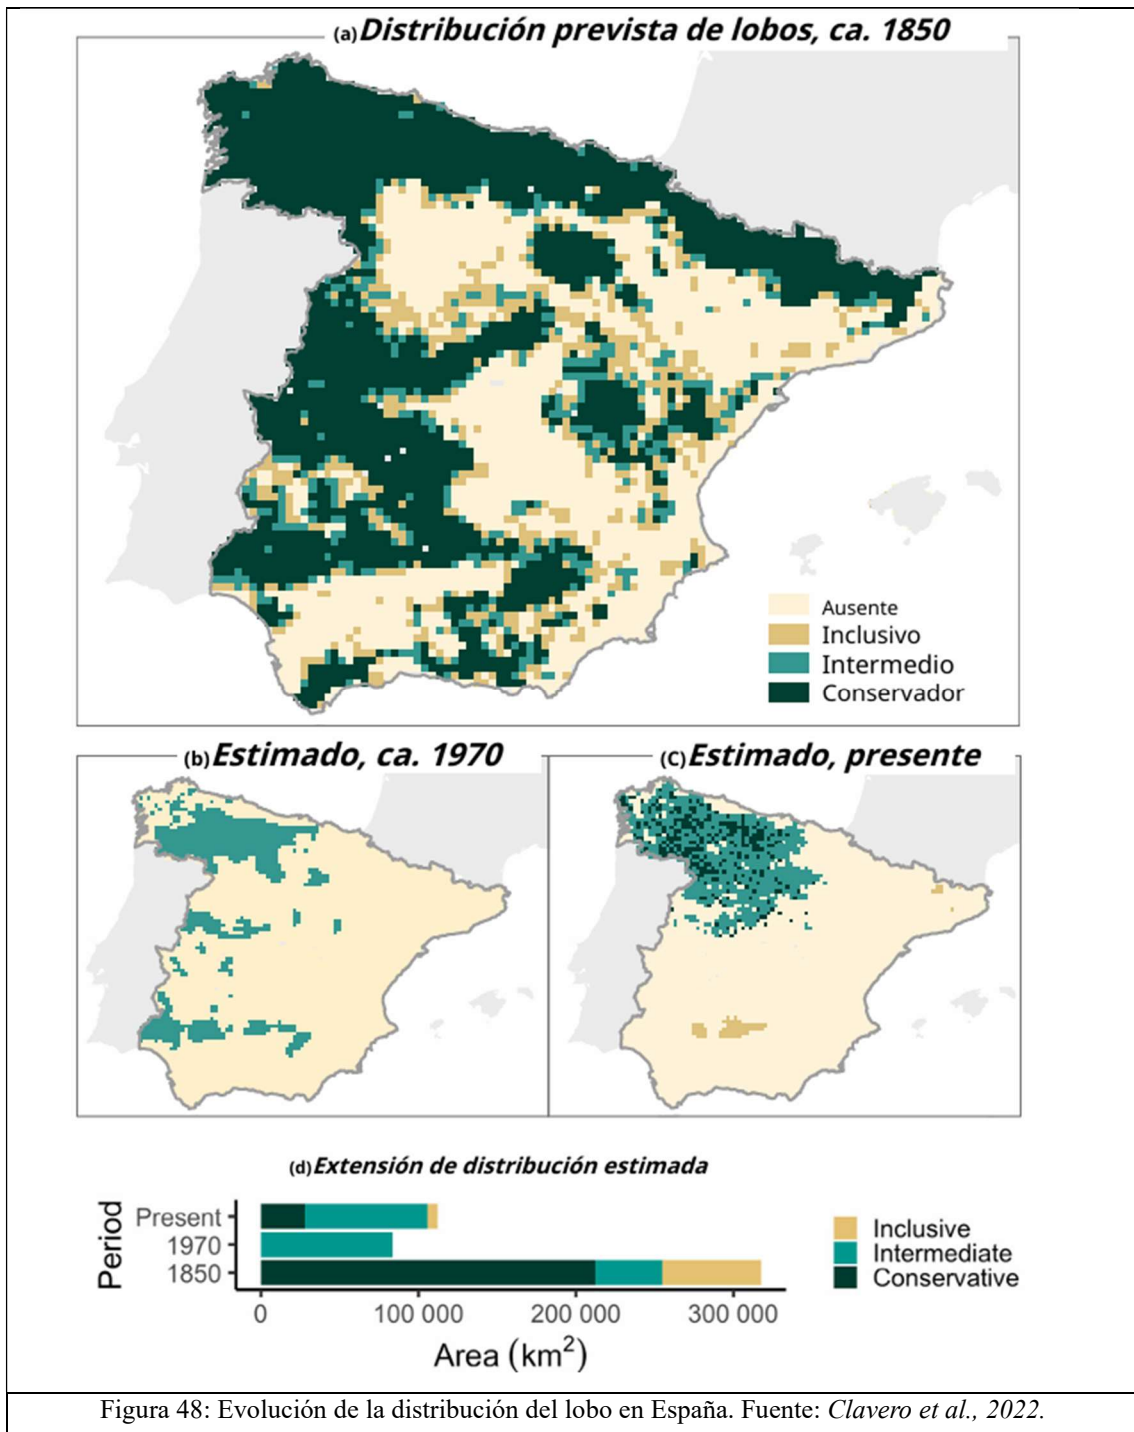 (a)Distribución prevista de lobos, ca. 1850
Ausente
Inclusivo
Intermedio
Conservador
(b)Estimado, ca. 1970
(C)Estimado, presente
(d)Extensión de distribución estimada
Period
Present
1970
1850
0
100 000
200 000
300 000
Area (km²)
Inclusive
Intermediate
Conservative
Figura 48: Evolución de la distribución del lobo en España. Fuente: Clavero et al., 2022.